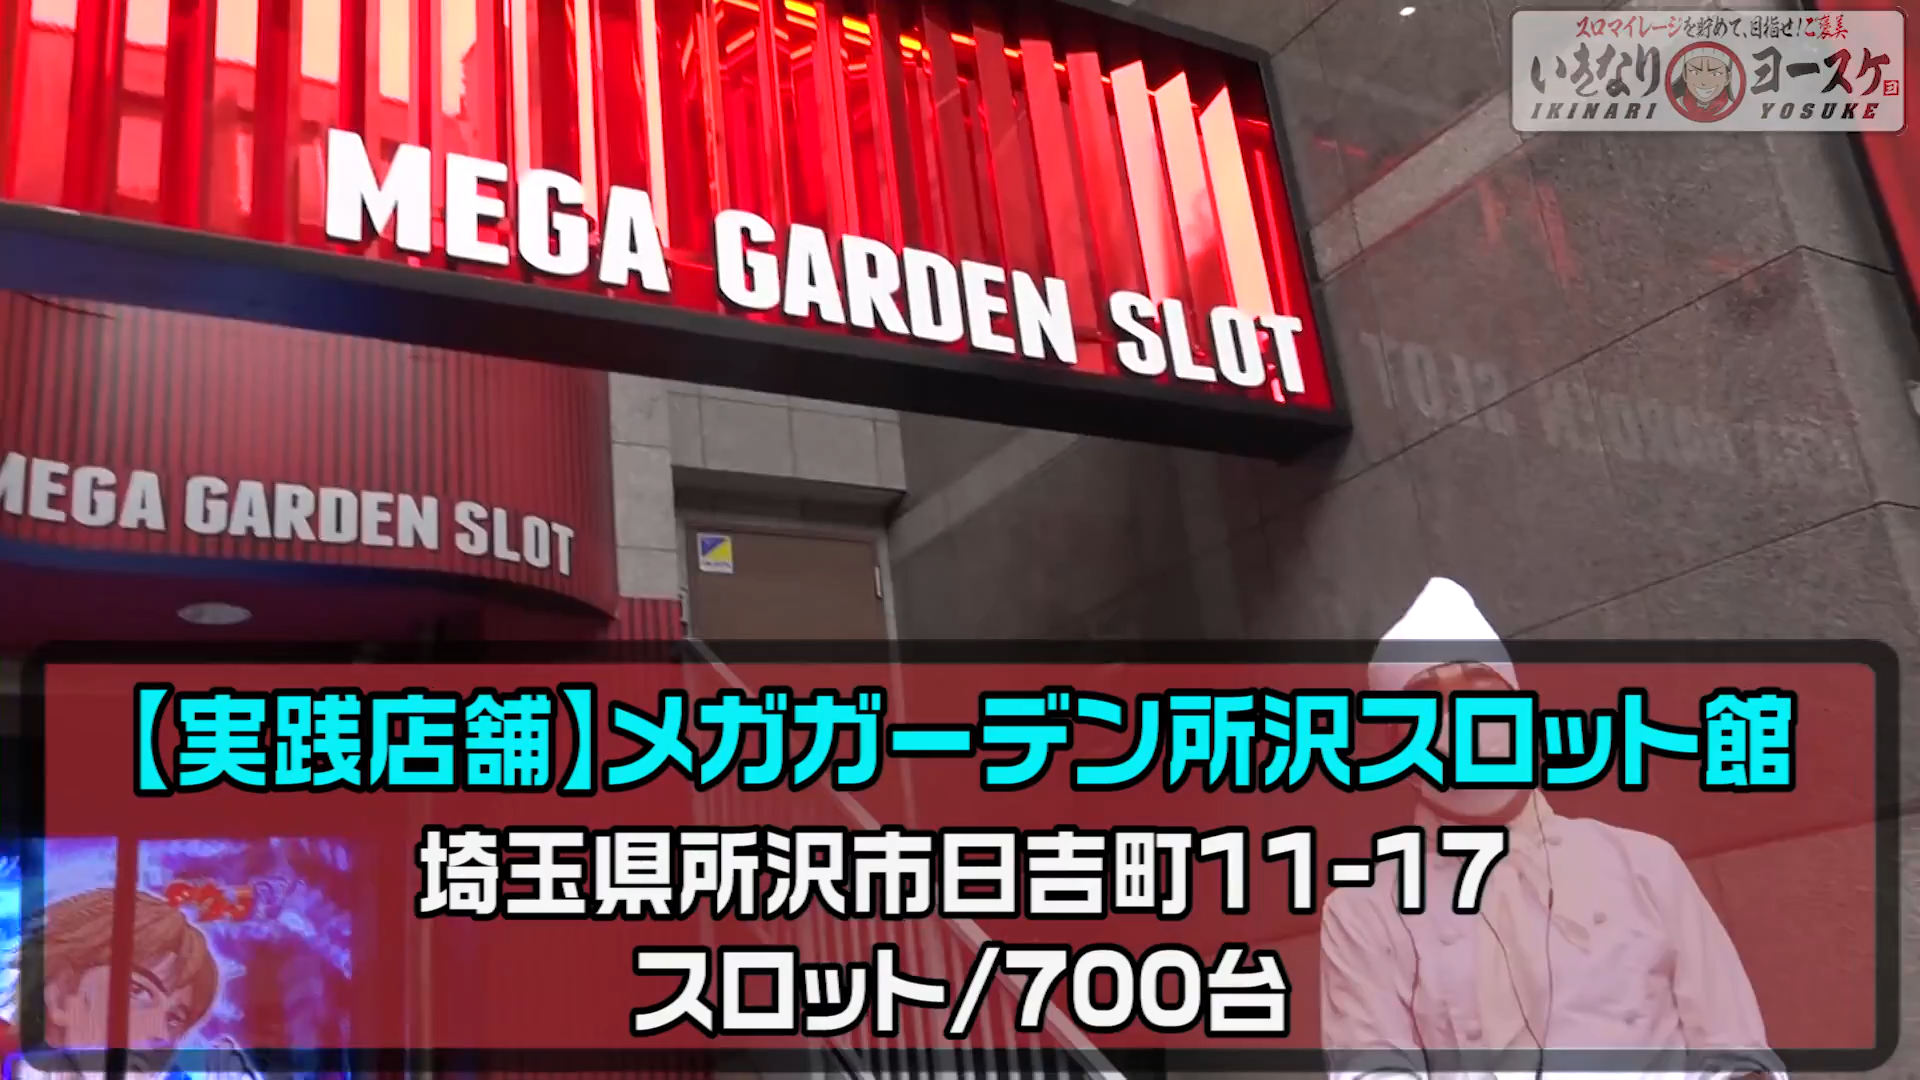 スロマイレージを貯めて、目指せ!ご褒美
いきなり ヨースケ
IKINARI YOSUKE
MEGA GARDEN SLOT
MEGA GARDEN SLOT
【実践店舗】メガガーデン所沢スロット館
埼玉県所沢市日吉町11-17
スロット/700台